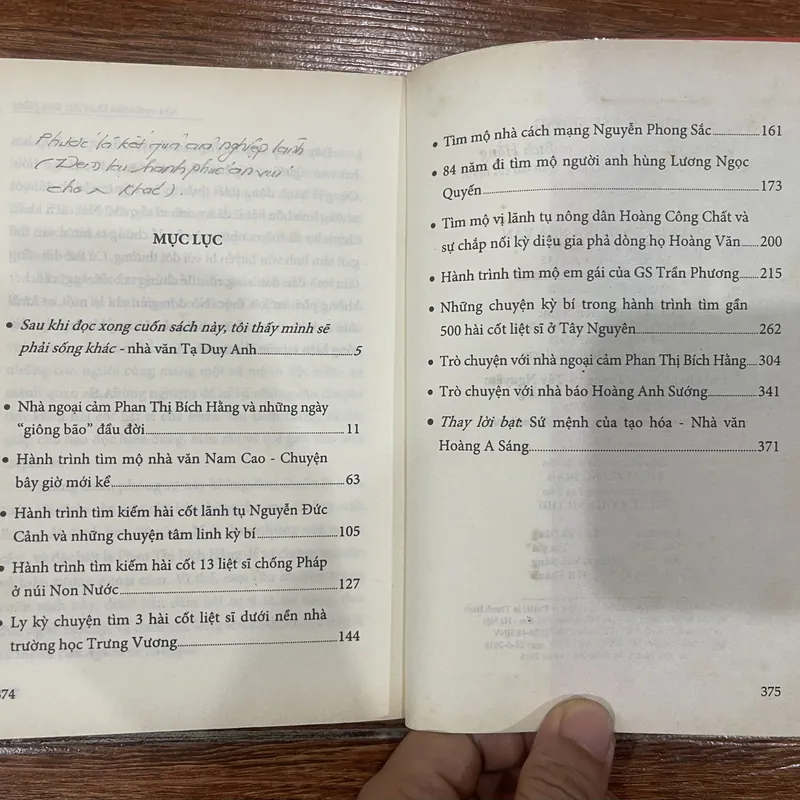 Phước là kết quả của nghiệp lành
(Đem lại hạnh phúc an vui
cho khác).
MỤC LỤC
• Sau khi đọc xong cuốn sách này, tôi thấy mình sẽ
phải sống khác - nhà văn Tạ Duy Anh 5
• Nhà ngoại cảm Phan Thị Bích Hằng và những ngày
“giông bão” đầu đời 11
• Hành trình tìm mộ nhà văn Nam Cao - Chuyện
bây giờ mới kể 63
• Hành trình tìm kiếm hài cốt lãnh tụ Nguyễn Đức
Cảnh và những chuyện tâm linh kỳ bí 105
• Hành trình tìm kiếm hài cốt 13 liệt sĩ chống Pháp
ở núi Non Nước 127
• Ly kỳ chuyện tìm 3 hài cốt liệt sĩ dưới nền nhà
trường học Trưng Vương 144
374
• Tìm mộ nhà cách mạng Nguyễn Phong Sắc 161
• 84 năm đi tìm mộ người anh hùng Lương Ngọc
Quyến 173
• Tìm mộ vị lãnh tụ nông dân Hoàng Công Chất và
sự chắp nối kỳ diệu gia phả dòng họ Hoàng Văn 200
• Hành trình tìm mộ em gái của GS Trần Phương 215
• Những chuyện kỳ bí trong hành trình tìm gần
500 hài cốt liệt sĩ ở Tây Nguyên 262
• Trò chuyện với nhà ngoại cảm Phan Thị Bích Hằng 304
• Trò chuyện với nhà báo Hoàng Anh Sướng 341
• Thay lời bạt: Sứ mệnh của tạo hóa - Nhà văn
Hoàng A Sáng 371
375